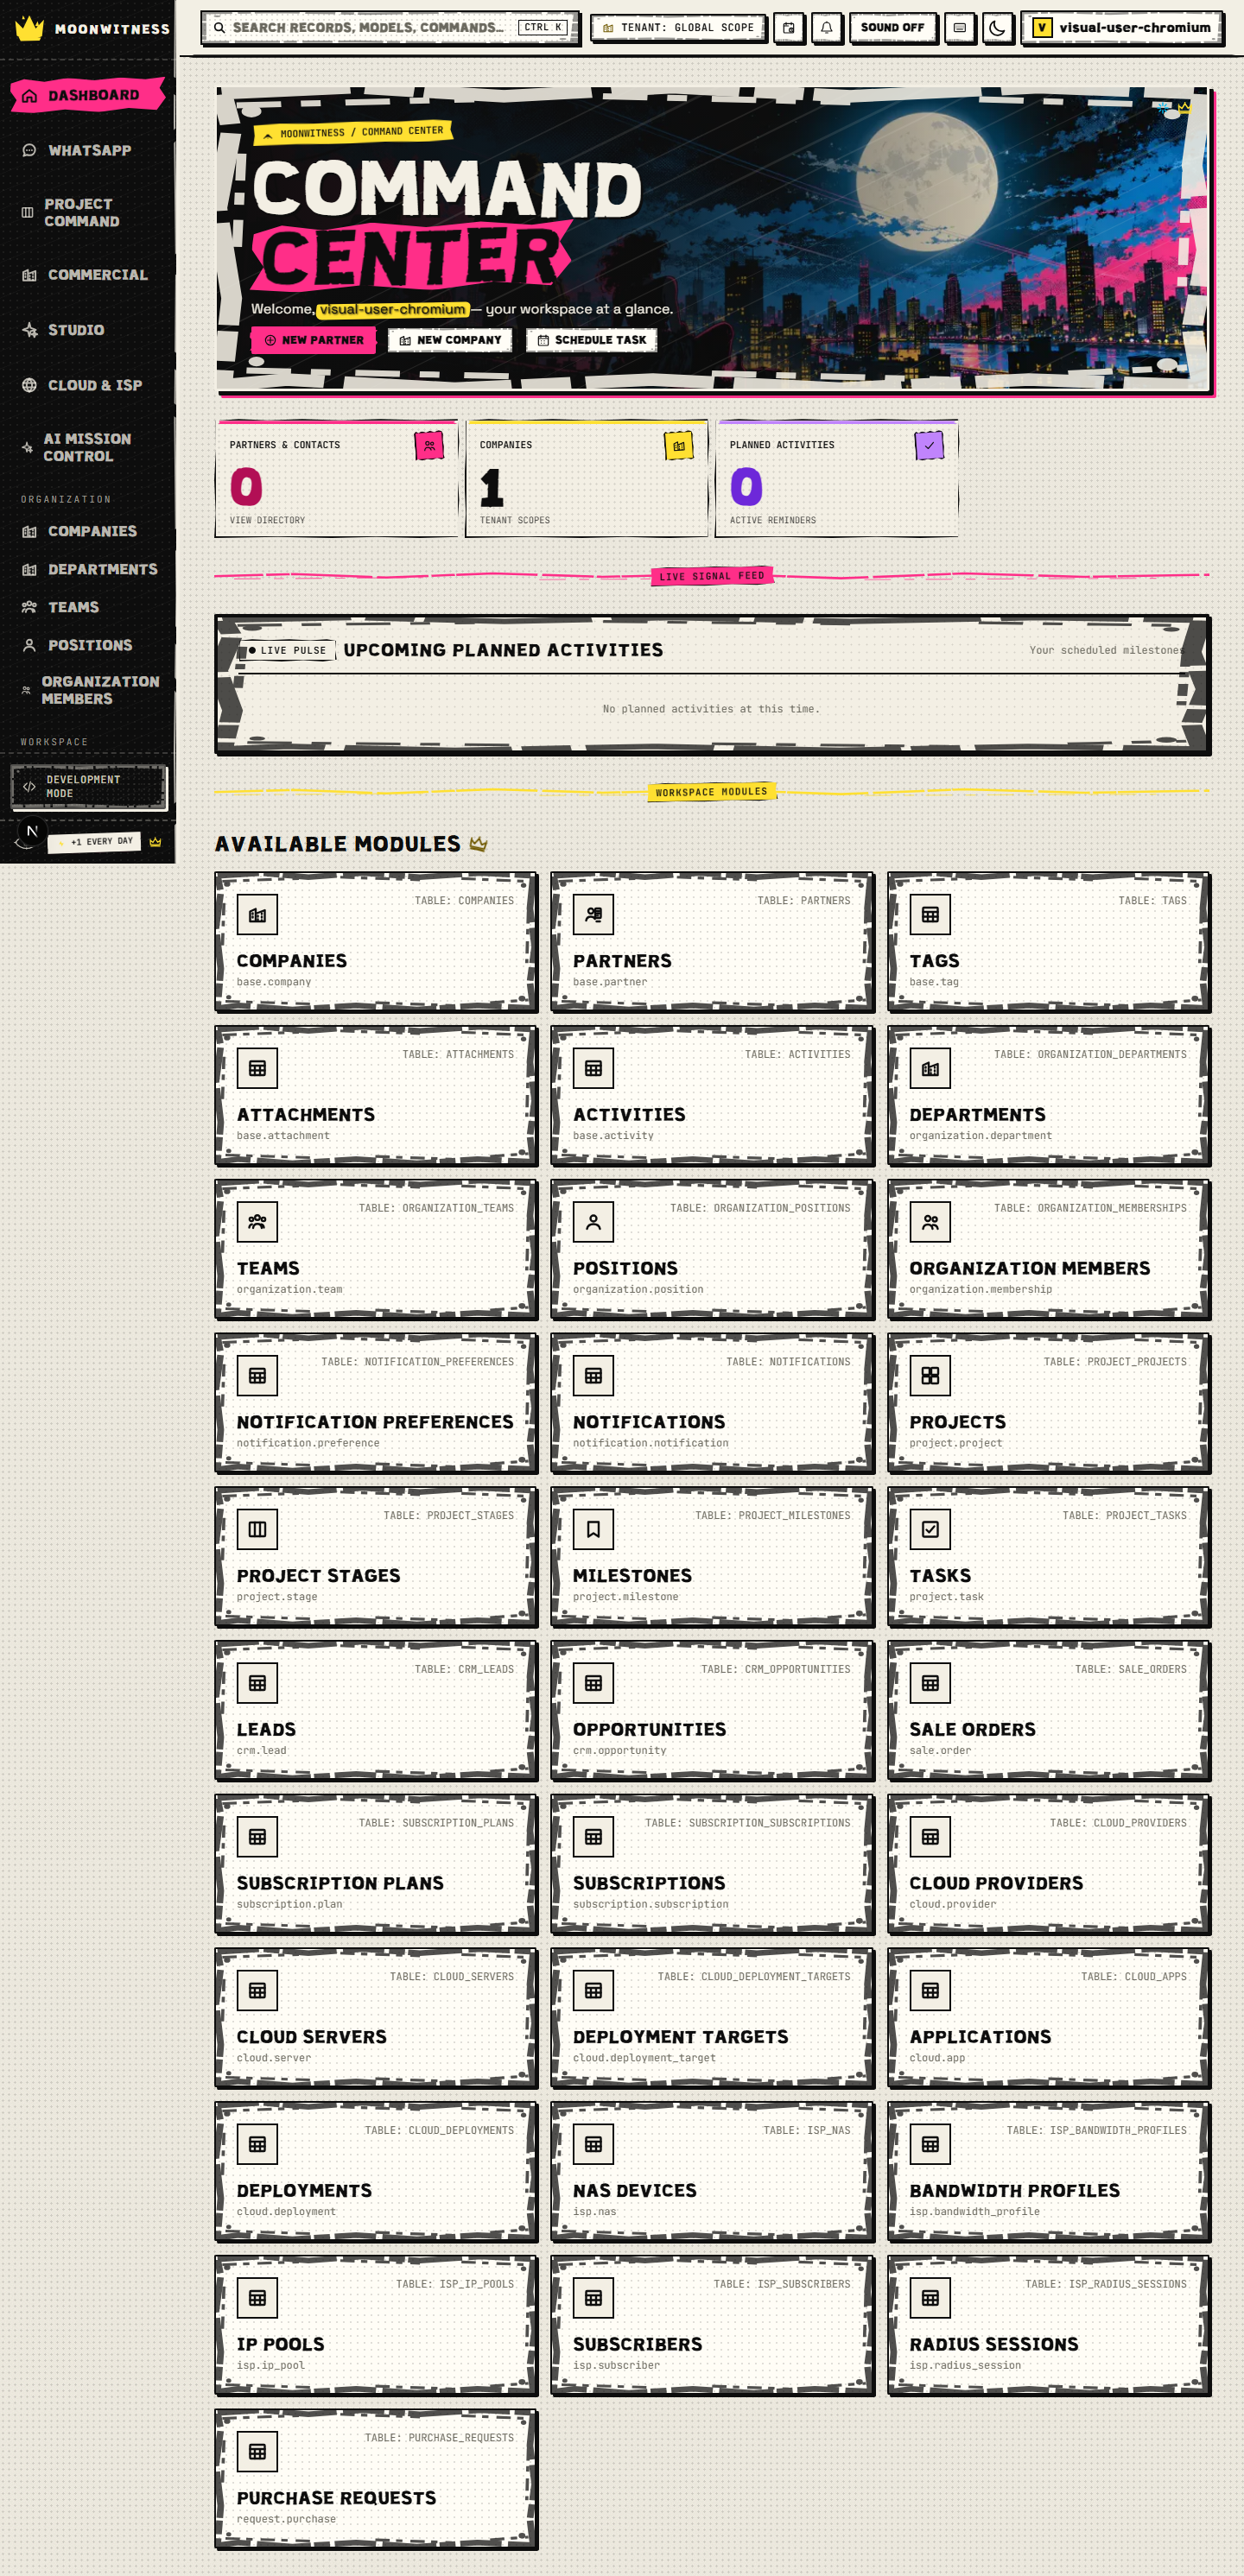 MOONWITNESS
DASHBOARD
WHATSAPP
PROJECT
COMMAND
COMMERCIAL
STUDIO
CLOUD & ISP
AI MISSION
CONTROL
ORGANIZATION
COMPANIES
DEPARTMENTS
TEAMS
POSITIONS
ORGANIZATION
MEMBERS
WORKSPACE
DEVELOPMENT
MODE
N
+1 EVERY DAY
SEARCH RECORDS, MODELS, COMMANDS...
CTRL K
TENANT: GLOBAL SCOPE
SOUND OFF
V
visual-user-chromium
MOONWITNESS / COMMAND CENTER
COMMAND
CENTER
Welcome, visual-user-chromium — your workspace at a glance.
NEW PARTNER
NEW COMPANY
SCHEDULE TASK
PARTNERS & CONTACTS
0
VIEW DIRECTORY
COMPANIES
1
TENANT SCOPES
PLANNED ACTIVITIES
0
ACTIVE REMINDERS
LIVE SIGNAL FEED
LIVE PULSE
UPCOMING PLANNED ACTIVITIES
Your scheduled milestones
No planned activities at this time.
WORKSPACE MODULES
AVAILABLE MODULES
TABLE: COMPANIES
COMPANIES
base.company
TABLE: PARTNERS
PARTNERS
base.partner
TABLE: TAGS
TAGS
base.tag
TABLE: ATTACHMENTS
ATTACHMENTS
base.attachment
TABLE: ACTIVITIES
ACTIVITIES
base.activity
TABLE: ORGANIZATION_DEPARTMENTS
DEPARTMENTS
organization.department
TABLE: ORGANIZATION_TEAMS
TEAMS
organization.team
TABLE: ORGANIZATION_POSITIONS
POSITIONS
organization.position
TABLE: ORGANIZATION_MEMBERSHIPS
ORGANIZATION MEMBERS
organization.membership
TABLE: NOTIFICATION_PREFERENCES
NOTIFICATION PREFERENCES
notification.preference
TABLE: NOTIFICATIONS
NOTIFICATIONS
notification.notification
TABLE: PROJECT_PROJECTS
PROJECTS
project.project
TABLE: PROJECT_STAGES
PROJECT STAGES
project.stage
TABLE: PROJECT_MILESTONES
MILESTONES
project.milestone
TABLE: PROJECT_TASKS
TASKS
project.task
TABLE: CRM_LEADS
LEADS
crm.lead
TABLE: CRM_OPPORTUNITIES
OPPORTUNITIES
crm.opportunity
TABLE: SALE_ORDERS
SALE ORDERS
sale.order
TABLE: SUBSCRIPTION_PLANS
SUBSCRIPTION PLANS
subscription.plan
TABLE: SUBSCRIPTION_SUBSCRIPTIONS
SUBSCRIPTIONS
subscription.subscription
TABLE: CLOUD_PROVIDERS
CLOUD PROVIDERS
cloud.provider
TABLE: CLOUD_SERVERS
CLOUD SERVERS
cloud.server
TABLE: CLOUD_DEPLOYMENT_TARGETS
DEPLOYMENT TARGETS
cloud.deployment_target
TABLE: CLOUD_APPS
APPLICATIONS
cloud.app
TABLE: CLOUD_DEPLOYMENTS
DEPLOYMENTS
cloud.deployment
TABLE: ISP_NAS
NAS DEVICES
isp.nas
TABLE: ISP_BANDWIDTH_PROFILES
BANDWIDTH PROFILES
isp.bandwidth_profile
TABLE: ISP_IP_POOLS
IP POOLS
isp.ip_pool
TABLE: ISP_SUBSCRIBERS
SUBSCRIBERS
isp.subscriber
TABLE: ISP_RADIUS_SESSIONS
RADIUS SESSIONS
isp.radius_session
TABLE: PURCHASE_REQUESTS
PURCHASE REQUESTS
request.purchase